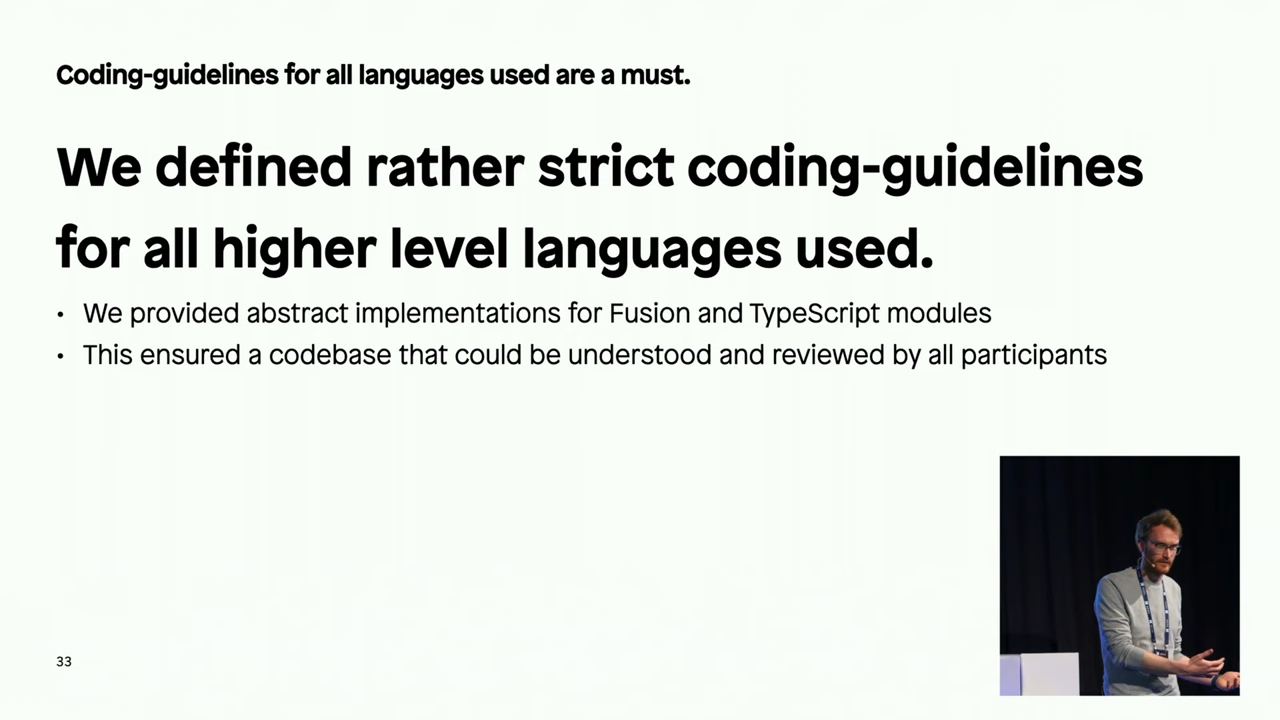 Coding-guidelines for all languages used are a must.
We defined rather strict coding-guidelines
for all higher level languages used.
• We provided abstract implementations for Fusion and TypeScript modules
• This ensured a codebase that could be understood and reviewed by all participants
33